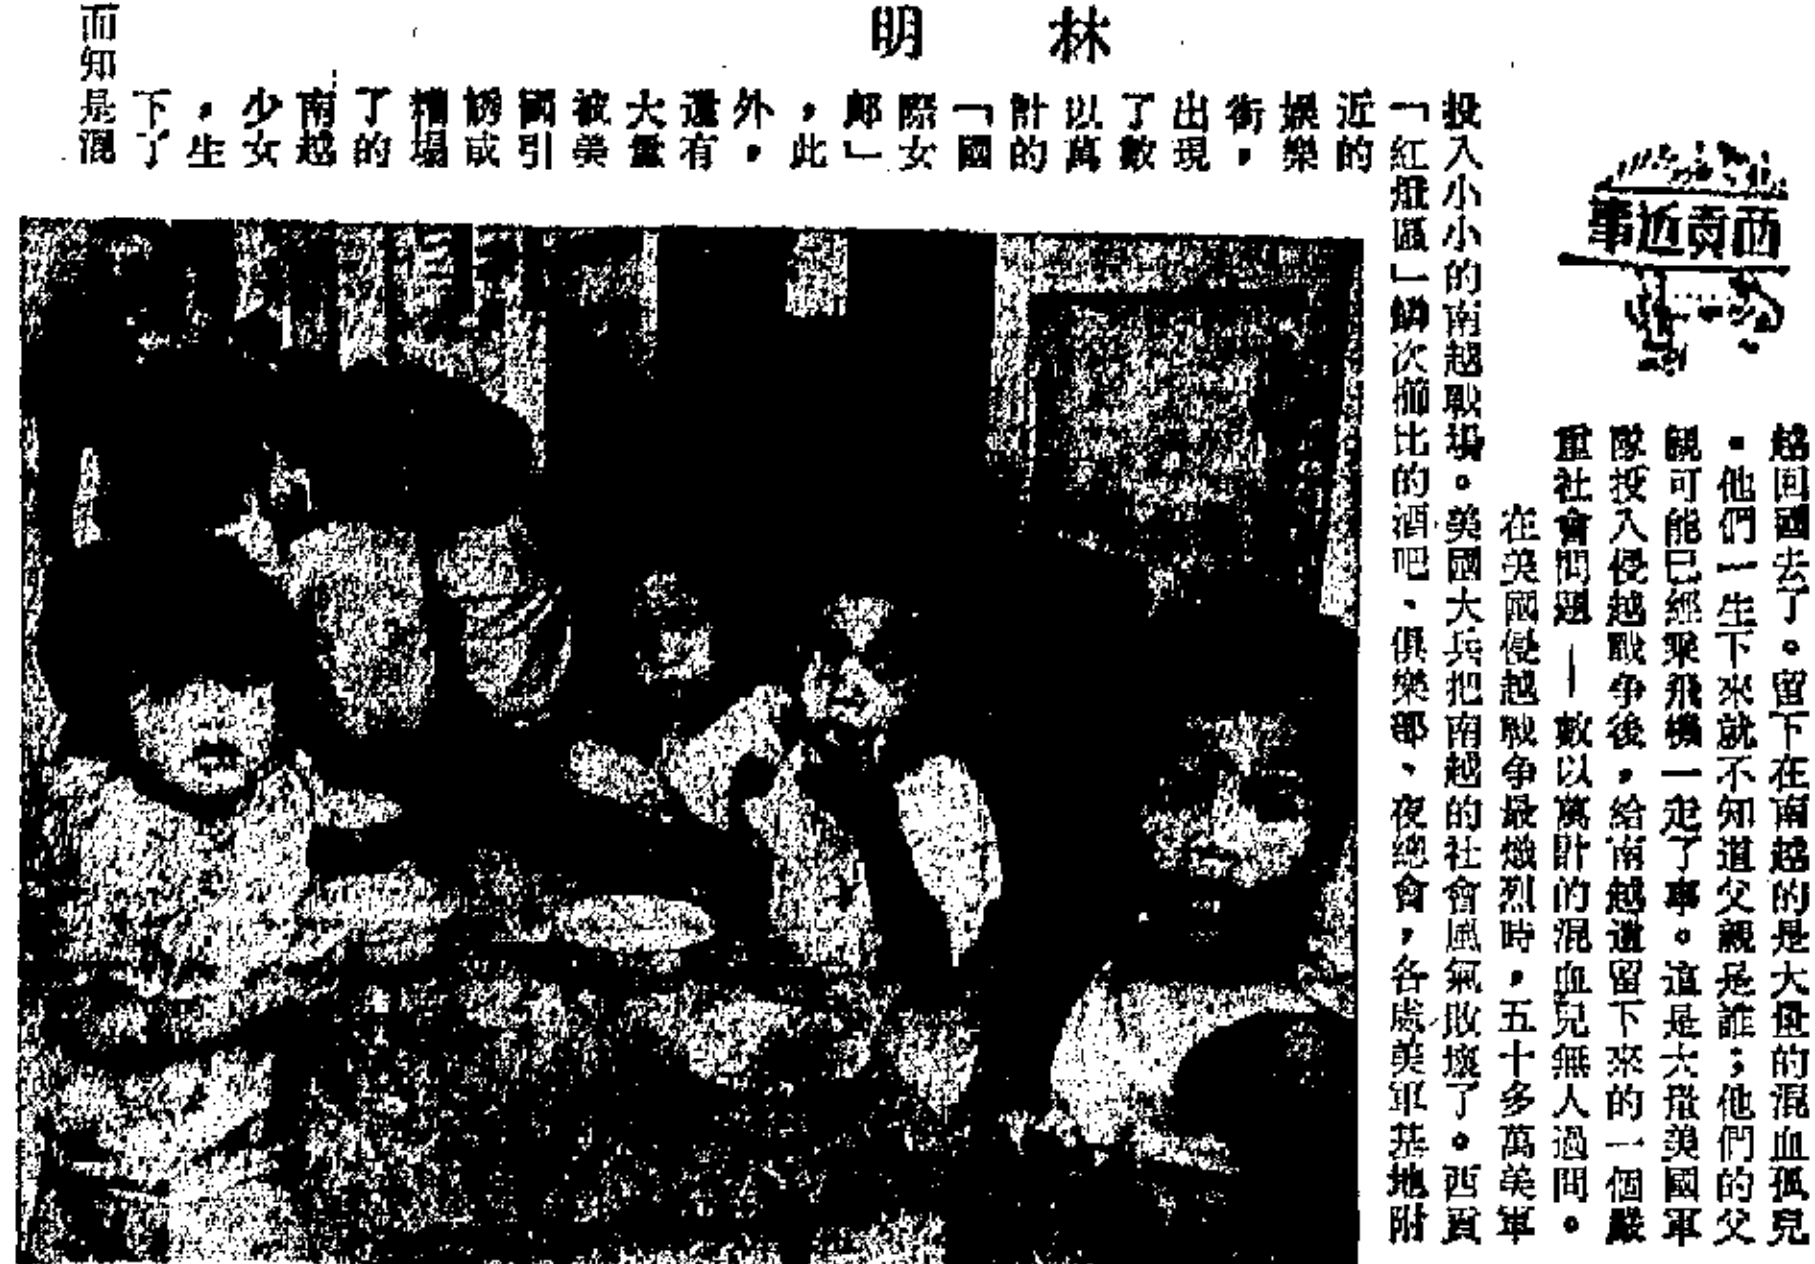 西貢近事
林明
越回國去了。留下在南越的是大量的混血孤兒
。他們一生下來就不知道父親是誰；他們的父
親可能已經乘飛機一走了事。這是大撥美國軍
隊投入侵越戰争後，給南越遺留下來的一個嚴
重社會問題—數以萬計的混血兒無人過問。
在美國侵越戰争最熾烈時，五十多萬美軍
投入小小的南越戰場。美國大兵把南越的社會風氣敗壞了。西貢
「紅燈區」鱗次櫛比的酒吧、俱樂部、夜總會，各處美軍基地附
近的
娛樂
街，
出現
了數
以萬
計的
「國
際女
郎」
，此
外，
還有
大量
被美
國引
誘或
糟塌
了的
南越
少女
，生
下了
而知是混